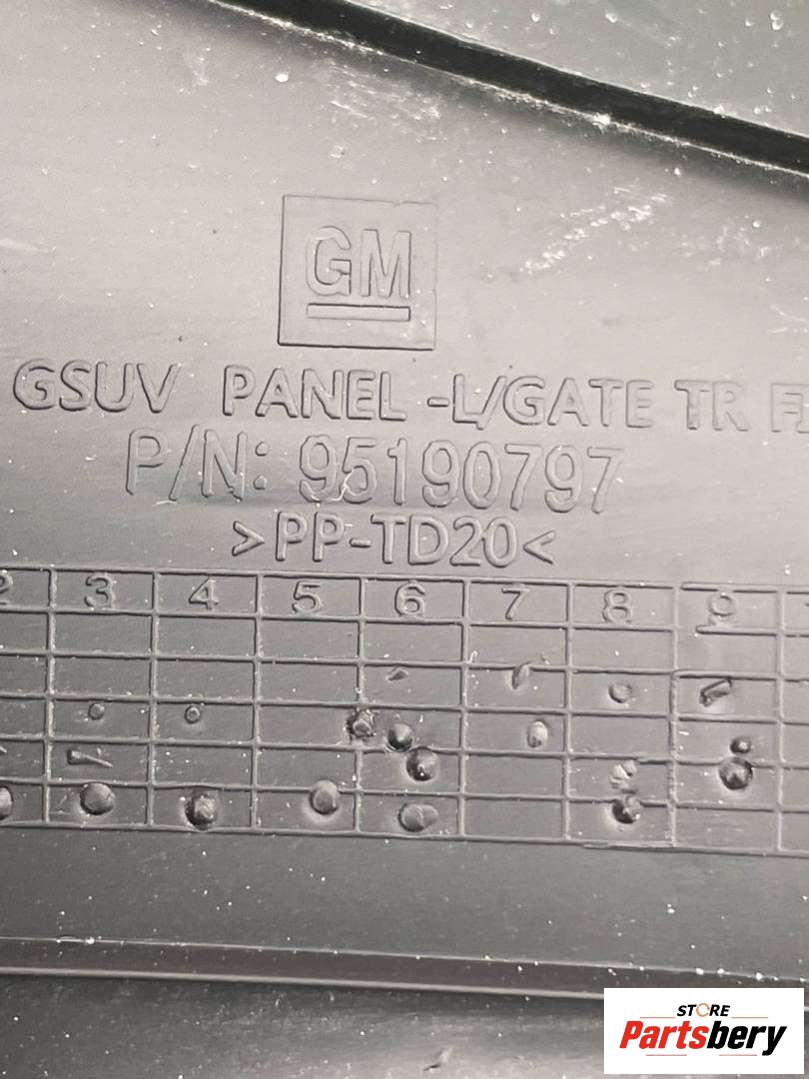 GM
GSUV PANEL -L/GATE TR
P/N: 95190797
>PP-TD20<
3 4 5 6 7 8 9
STORE
Partsbery